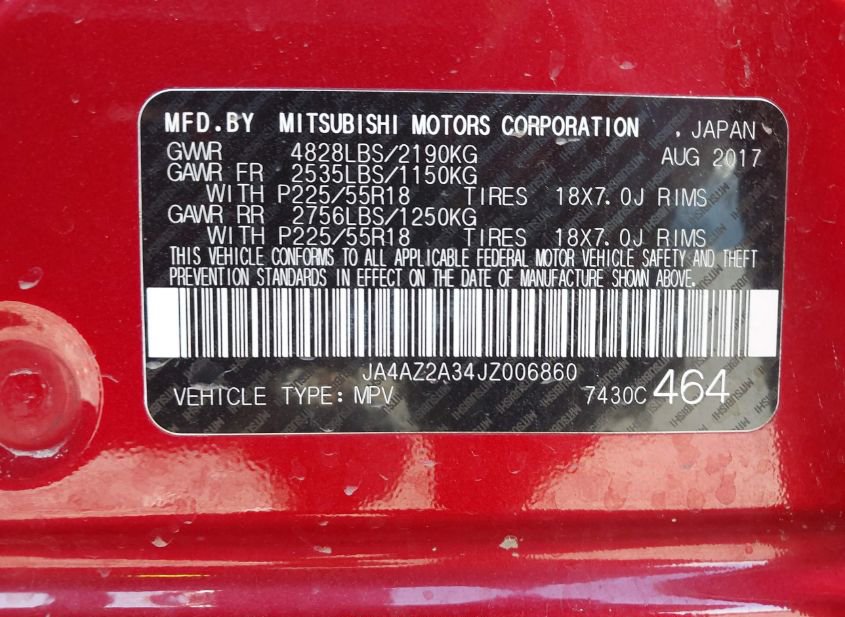 MFD.BY MITSUBISHI MOTORS CORPORATION . JAPAN
GVWR 4828LBS/2190KG AUG 2017
GAWR FR 2535LBS/1150KG
WITH P225/55R18 TIRES 18X7.0J RIMS
GAWR RR 2756LBS/1250KG
WITH P225/55R18 TIRES 18X7.0J RIMS
THIS VEHICLE CONFORMS TO ALL APPLICABLE FEDERAL MOTOR VEHICLE SAFETY AND THEFT
PREVENTION STANDARDS IN EFFECT ON THE DATE OF MANUFACTURE SHOWN ABOVE.
JA4AZ2A34JZ006860
VEHICLE TYPE: MPV 7430C 464